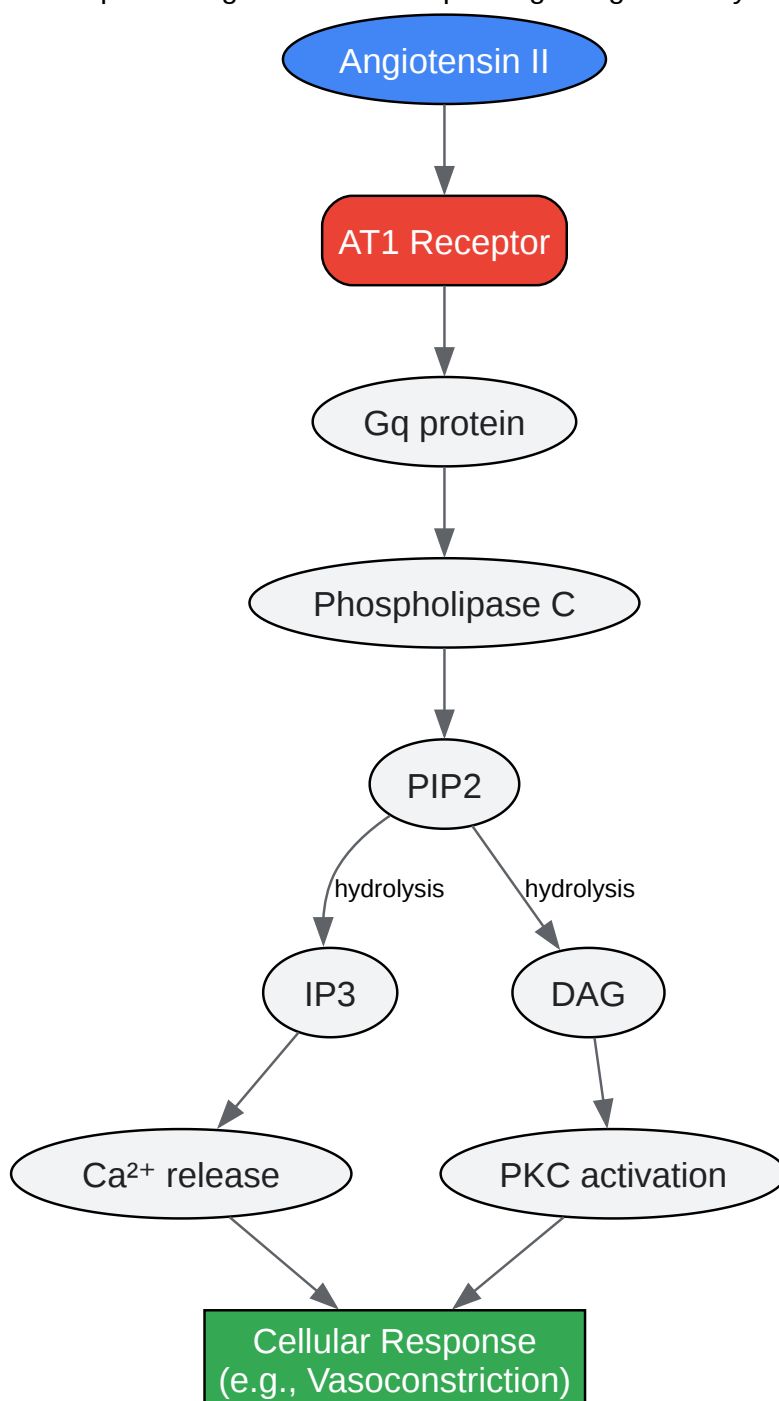 Angiotensin II
AT1 Receptor
Gq protein
Phospholipase C
PIP2
hydrolysis hydrolysis
IP3 DAG
Ca²⁺ release PKC activation
Cellular Response
(e.g., Vasoconstriction)